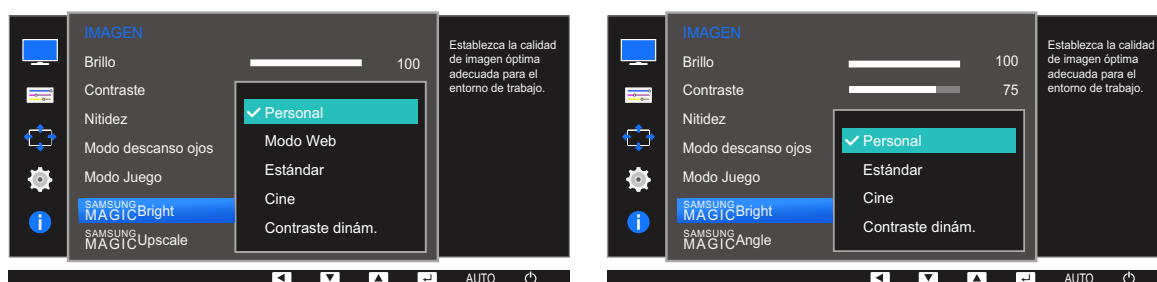 IMAGEN
Brillo
100
Contraste
Nitidez
Modo descanso ojos
Modo Juego
SAMSUNG
MAGICBright
SAMSUNG
MAGICUpscale
Personal
Modo Web
Estándar
Cine
Contraste dinám.
Establezca la calidad
de imagen óptima
adecuada para el
entorno de trabajo.
AUTO
IMAGEN
Brillo
100
Contraste
75
Nitidez
Modo descanso ojos
Modo Juego
SAMSUNG
MAGICBright
SAMSUNG
MAGICAngle
Personal
Estándar
Cine
Contraste dinám.
Establezca la calidad
de imagen óptima
adecuada para el
entorno de trabajo.
AUTO